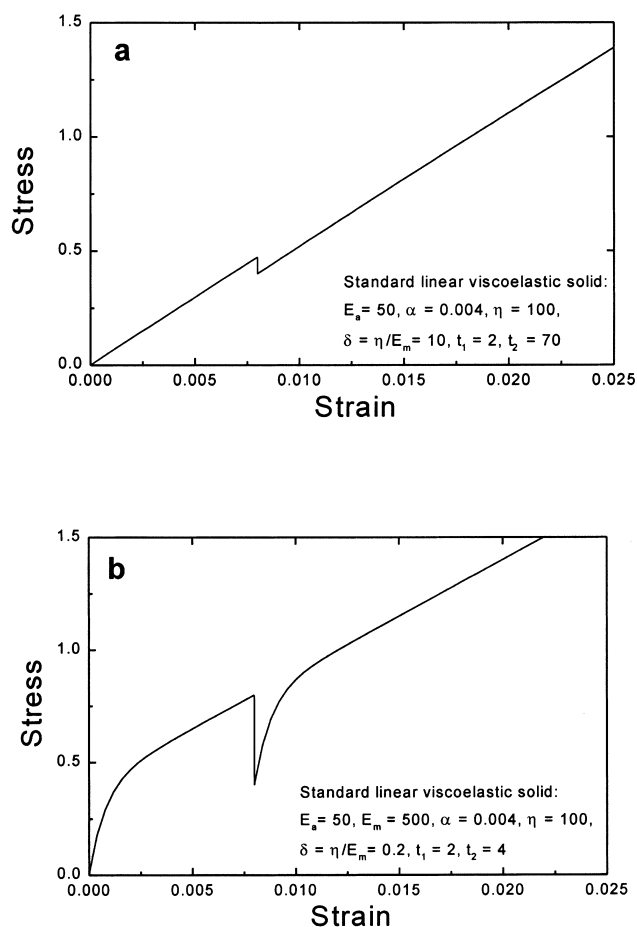 a
1.5
1.0
0.5
0.0
Stress
Standard linear viscoelastic solid:
Eₐ= 50, α = 0.004, η = 100,
δ = η/Eₘ= 10, t₁ = 2, t₂ = 70
0.000 0.005 0.010 0.015 0.020 0.025
Strain
b
1.5
1.0
0.5
0.0
Stress
Standard linear viscoelastic solid:
Eₐ= 50, Eₘ = 500, α = 0.004, η = 100,
δ = η/Eₘ= 0.2, t₁ = 2, t₂ = 4
0.000 0.005 0.010 0.015 0.020 0.025
Strain